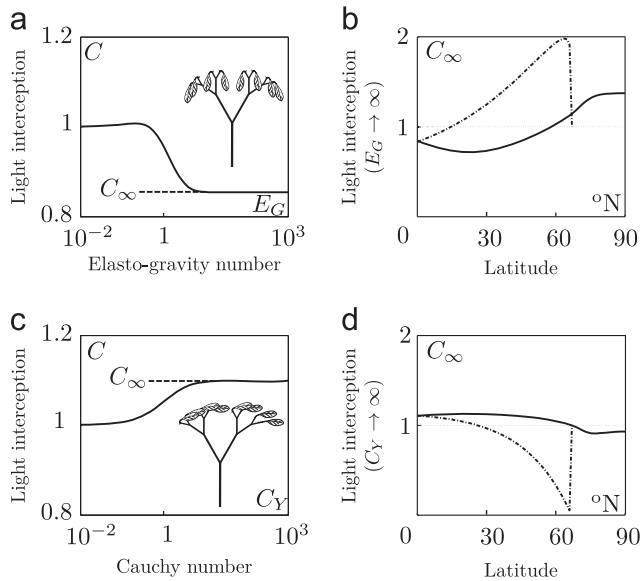 a
C
1.2
1
0.8
C∞
E_G
10^−2
1
10^3
Light interception
Elasto-gravity number
b
C∞
2
1
0
30
60
90
°N
Light interception
(E_G → ∞)
Latitude
c
C
1.2
1
0.8
C∞
C_Y
10^−2
1
10^3
Light interception
Cauchy number
d
C∞
2
1
0
30
60
90
°N
Light interception
(C_Y → ∞)
Latitude